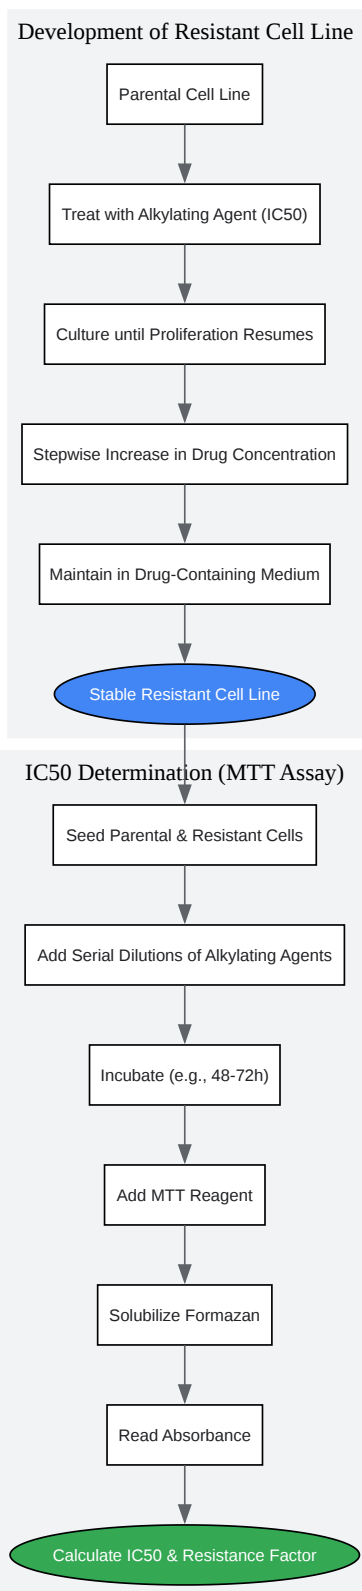 Development of Resistant Cell Line
Parental Cell Line
Treat with Alkylating Agent (IC50)
Culture until Proliferation Resumes
Stepwise Increase in Drug Concentration
Maintain in Drug-Containing Medium
Stable Resistant Cell Line
IC50 Determination (MTT Assay)
Seed Parental & Resistant Cells
Add Serial Dilutions of Alkylating Agents
Incubate (e.g., 48-72h)
Add MTT Reagent
Solubilize Formazan
Read Absorbance
Calculate IC50 & Resistance Factor